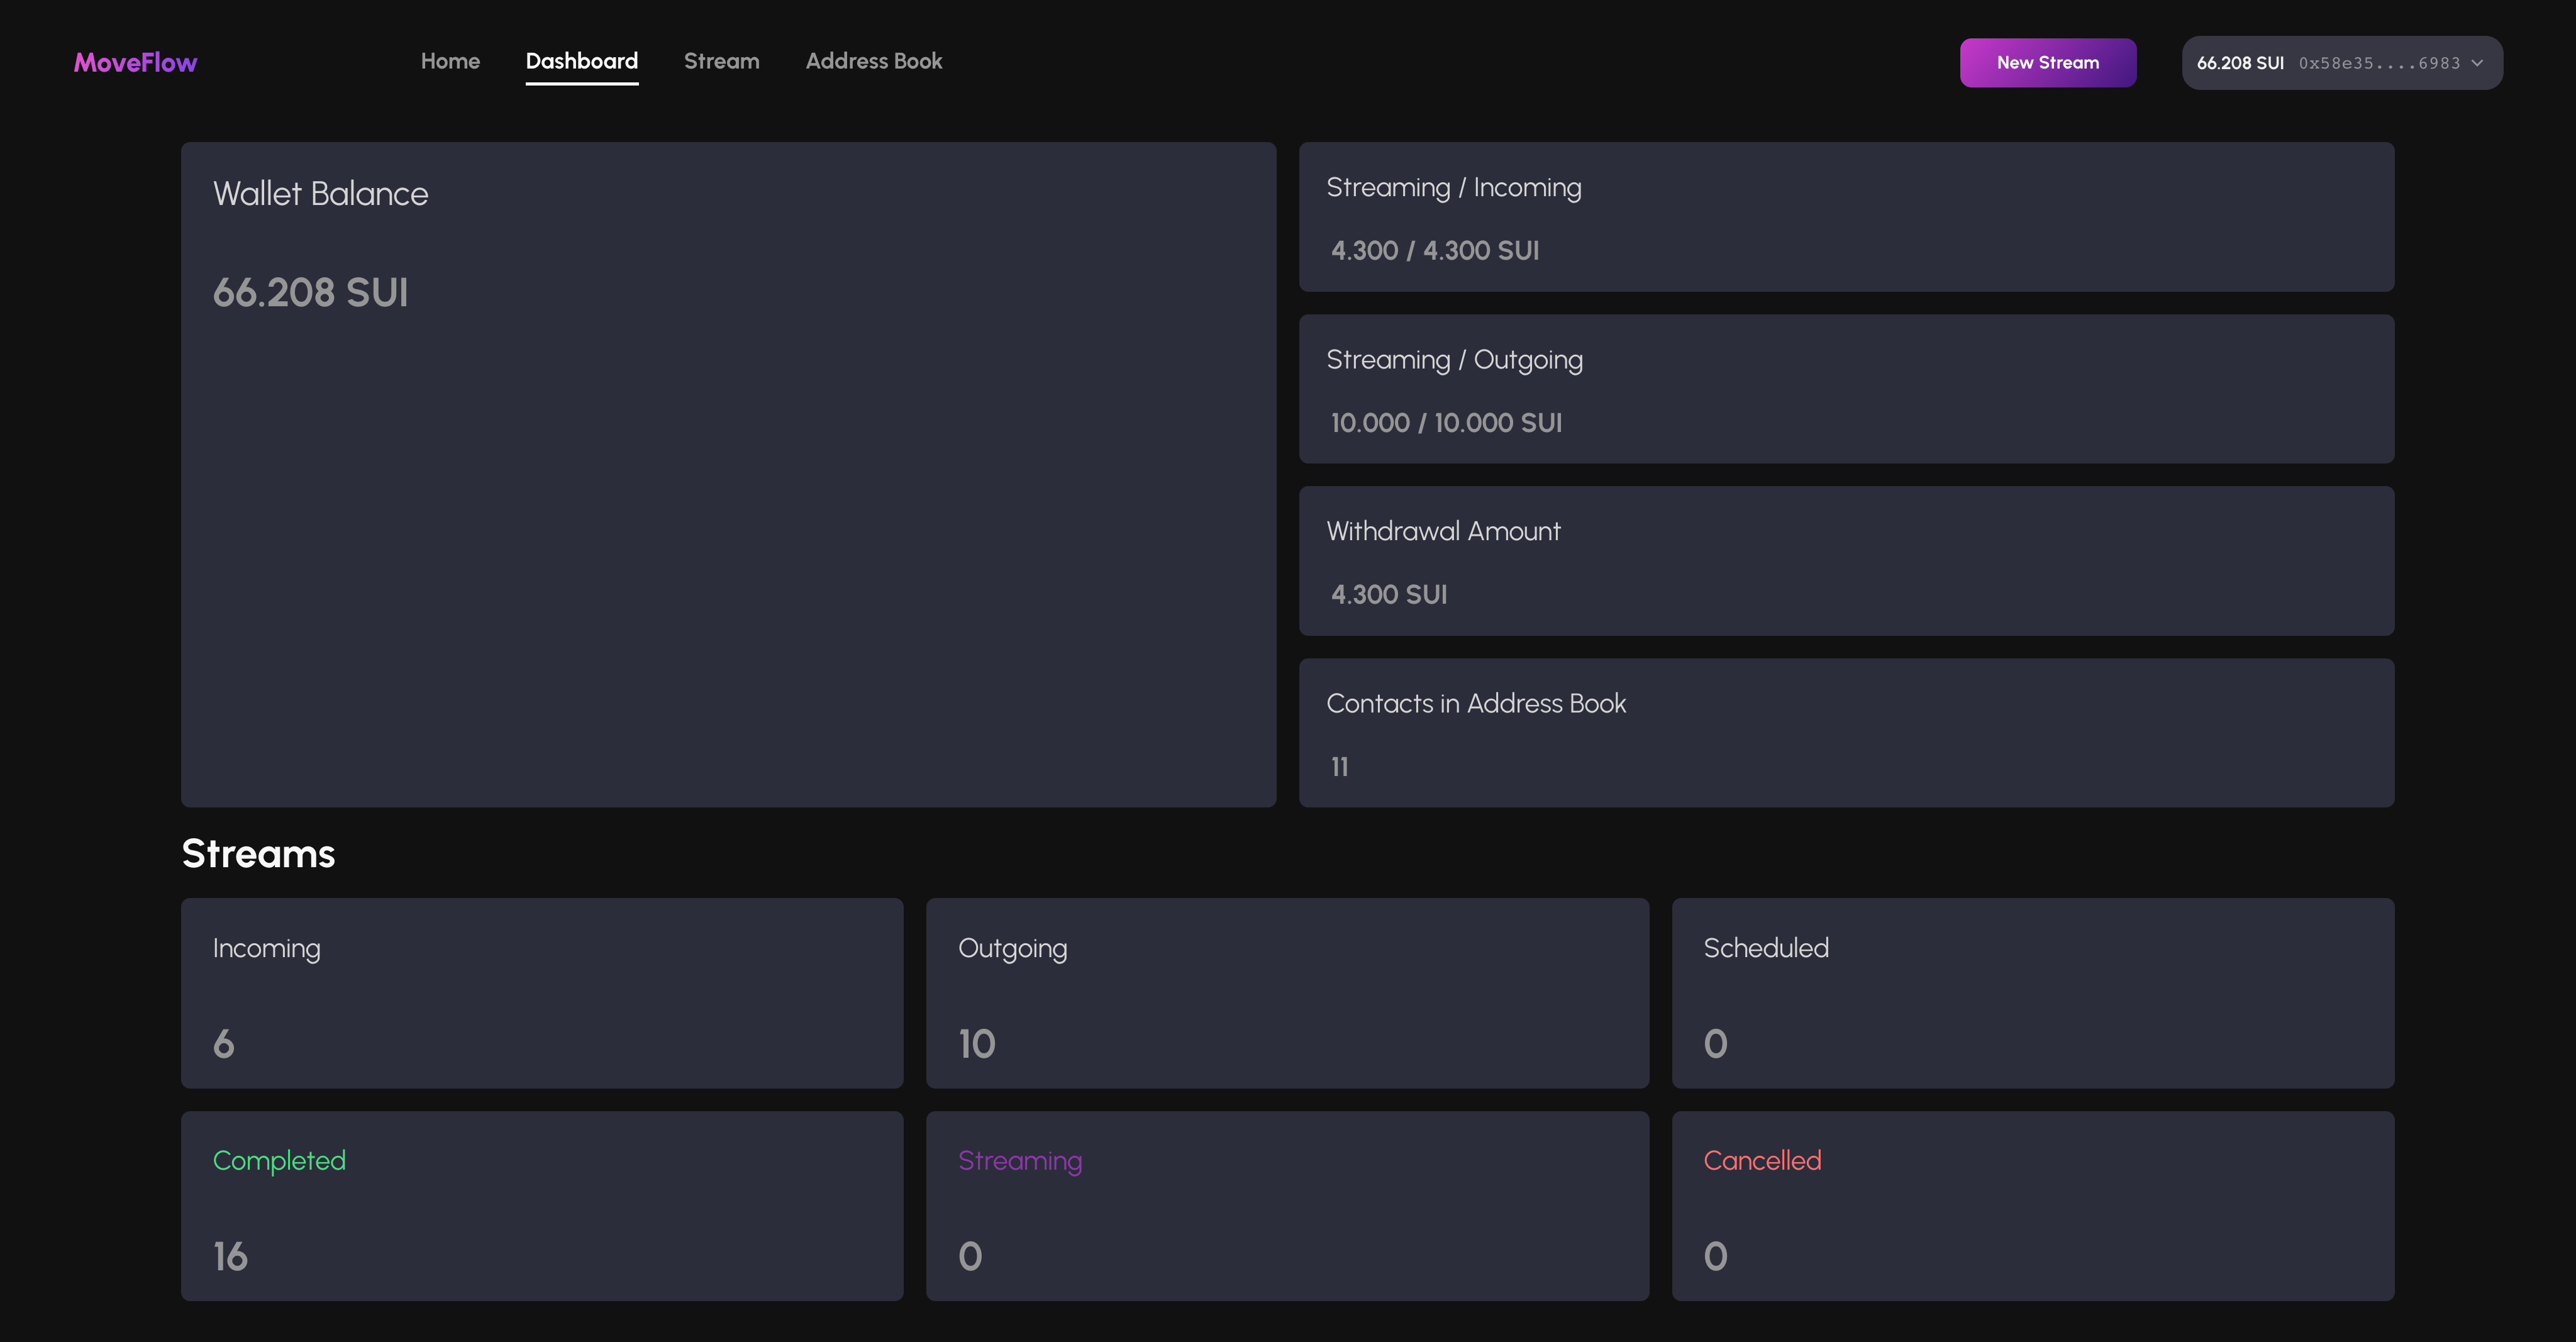 MoveFlow
Home Dashboard Stream Address Book
New Stream
66.208 SUI 0x58e35....6983
Wallet Balance
66.208 SUI
Streaming / Incoming
4.300 / 4.300 SUI
Streaming / Outgoing
10.000 / 10.000 SUI
Withdrawal Amount
4.300 SUI
Contacts in Address Book
11
Streams
Incoming
6
Outgoing
10
Scheduled
0
Completed
16
Streaming
0
Cancelled
0